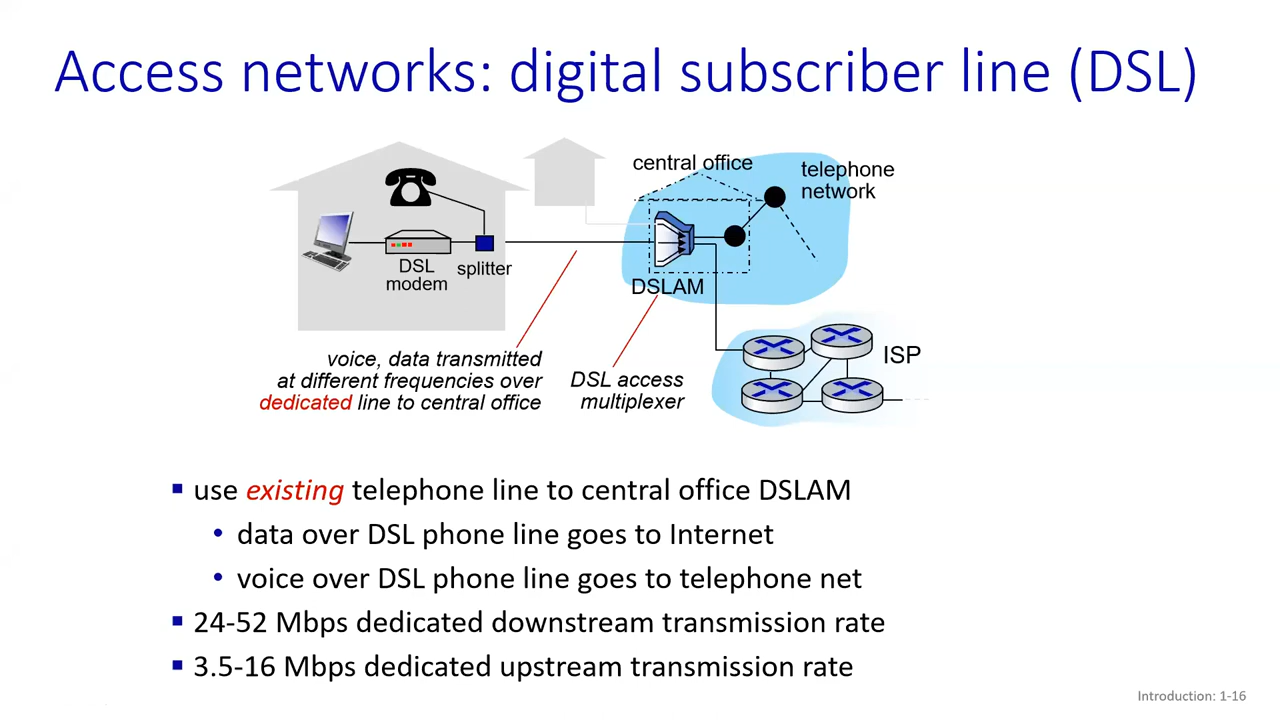 Access networks: digital subscriber line (DSL)
central office
telephone
network
DSL
modem
splitter
DSLAM
voice, data transmitted
at different frequencies over
dedicated line to central office
DSL access
multiplexer
ISP
▪ use existing telephone line to central office DSLAM
• data over DSL phone line goes to Internet
• voice over DSL phone line goes to telephone net
▪ 24-52 Mbps dedicated downstream transmission rate
▪ 3.5-16 Mbps dedicated upstream transmission rate
Introduction: 1-16